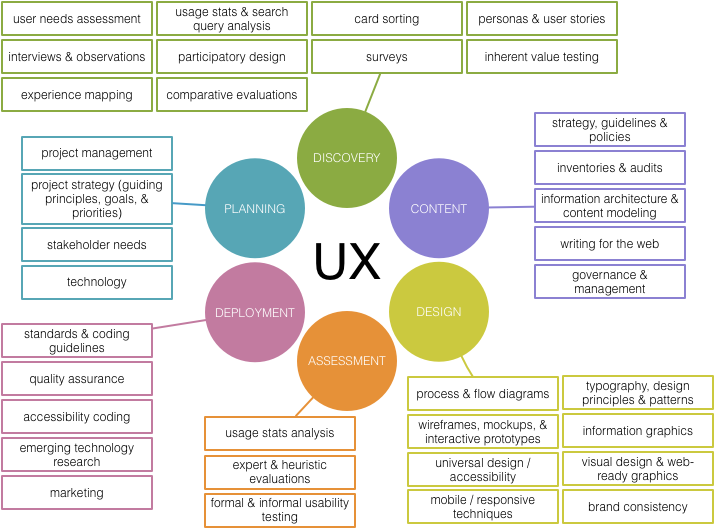 user needs assessment
usage stats & search
query analysis
card sorting
personas & user stories
interviews & observations
participatory design
surveys
inherent value testing
experience mapping
comparative evaluations
DISCOVERY
PLANNING
CONTENT
UX
DEPLOYMENT
DESIGN
ASSESSMENT
project management
project strategy (guiding
principles, goals, &
priorities)
stakeholder needs
technology
strategy, guidelines &
policies
inventories & audits
information architecture &
content modeling
writing for the web
governance &
management
standards & coding
guidelines
quality assurance
accessibility coding
emerging technology
research
marketing
usage stats analysis
expert & heuristic
evaluations
formal & informal usability
testing
process & flow diagrams
wireframes, mockups, &
interactive prototypes
universal design /
accessibility
mobile / responsive
techniques
typography, design
principles & patterns
information graphics
visual design & web-
ready graphics
brand consistency